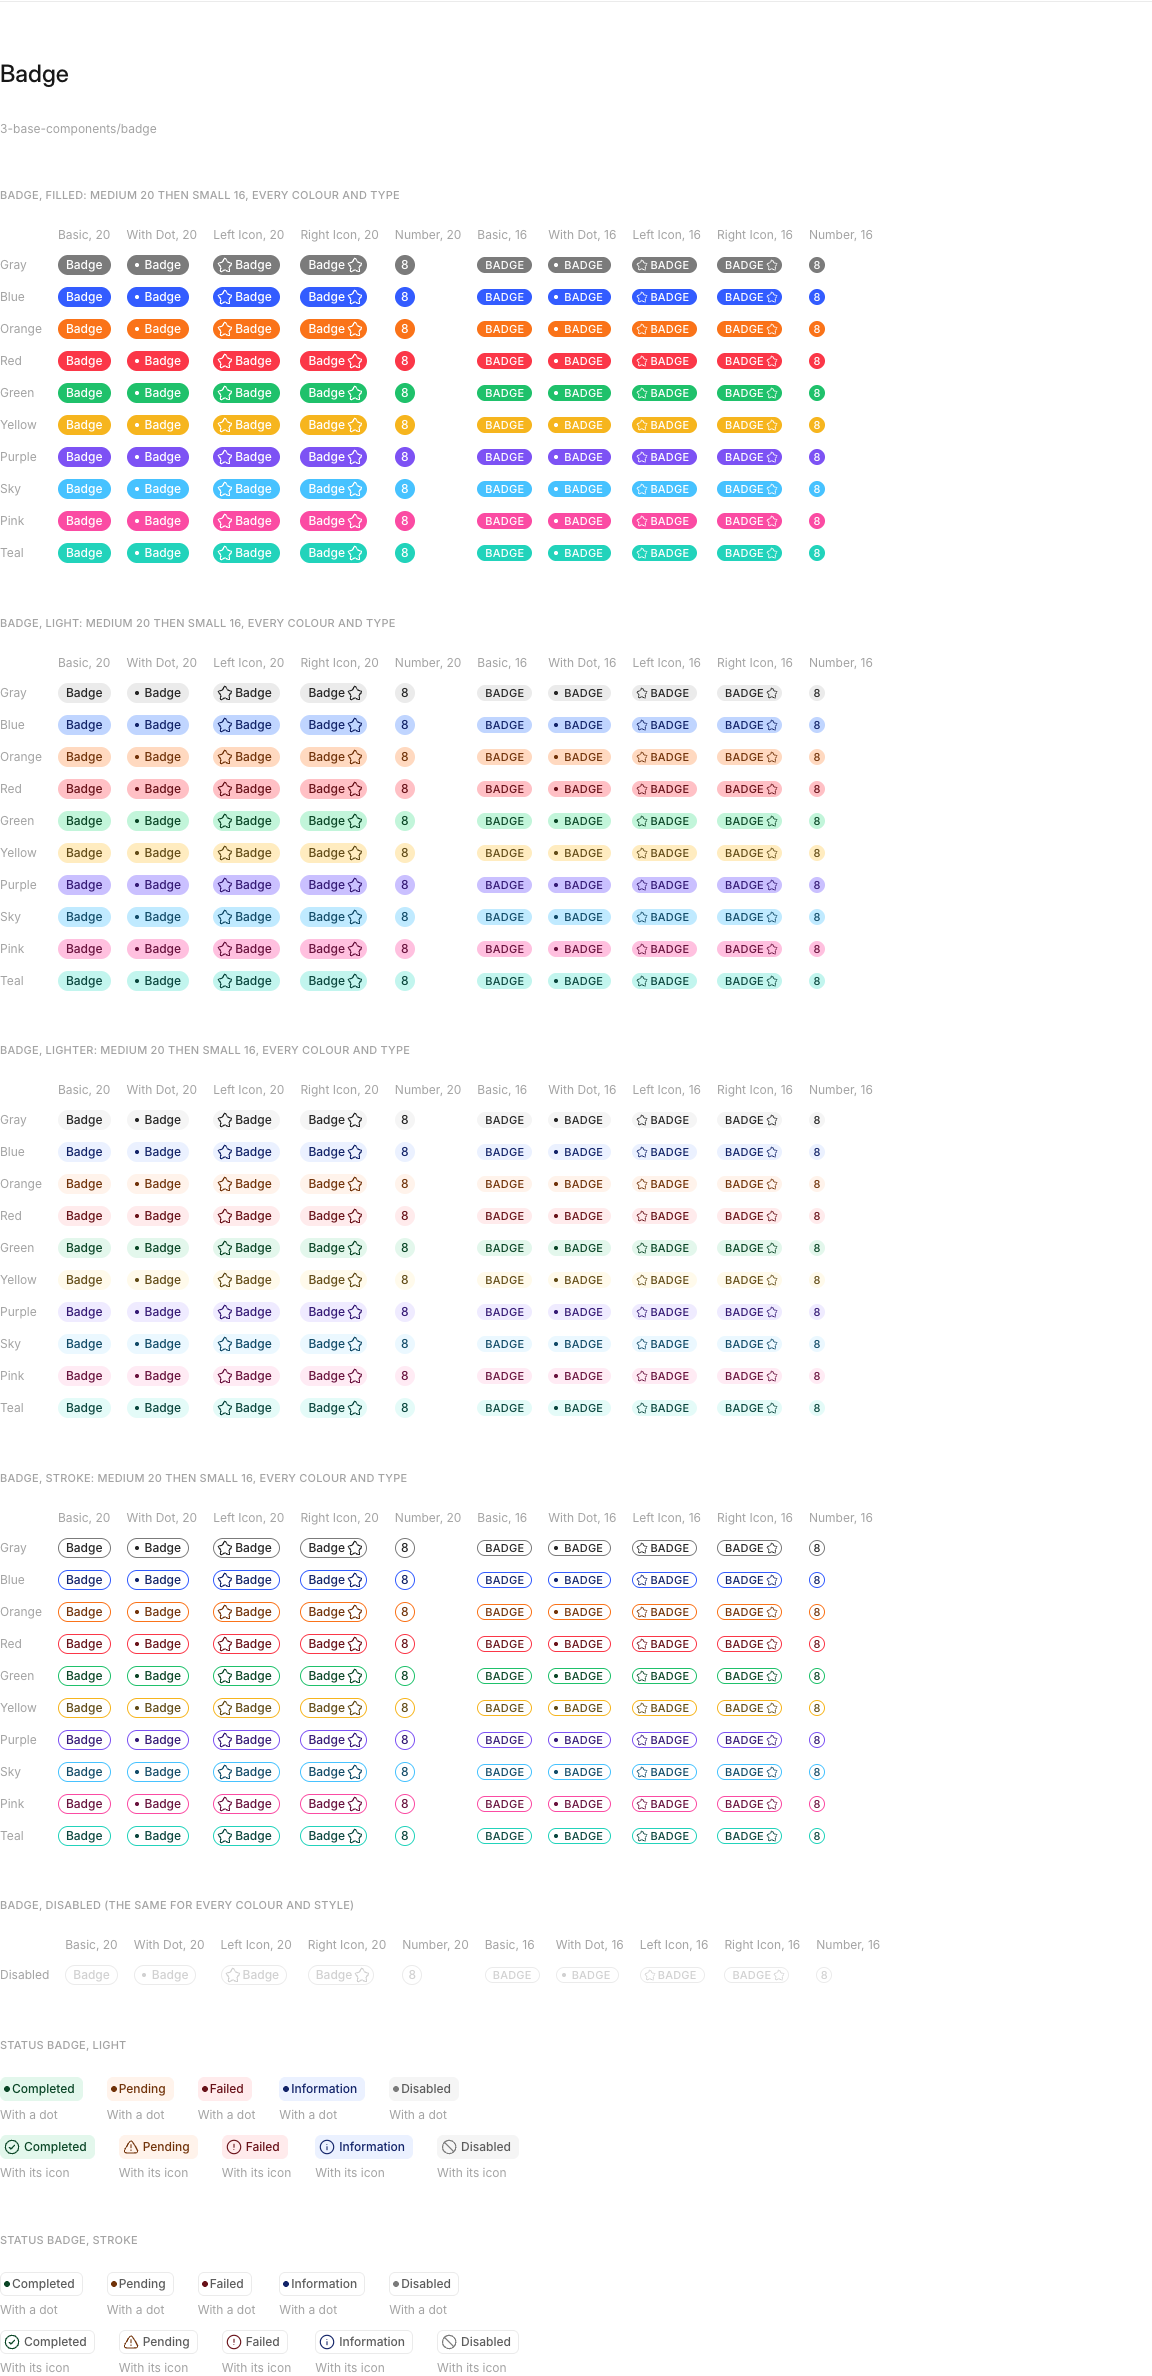 Badge
3-base-components/badge
BADGE, FILLED: MEDIUM 20 THEN SMALL 16, EVERY COLOUR AND TYPE
Basic, 20 With Dot, 20 Left Icon, 20 Right Icon, 20 Number, 20 Basic, 16 With Dot, 16 Left Icon, 16 Right Icon, 16 Number, 16
Gray Badge Badge Badge Badge 8 BADGE BADGE BADGE BADGE 8
Blue Badge Badge Badge Badge 8 BADGE BADGE BADGE BADGE 8
Orange Badge Badge Badge Badge 8 BADGE BADGE BADGE BADGE 8
Red Badge Badge Badge Badge 8 BADGE BADGE BADGE BADGE 8
Green Badge Badge Badge Badge 8 BADGE BADGE BADGE BADGE 8
Yellow Badge Badge Badge Badge 8 BADGE BADGE BADGE BADGE 8
Purple Badge Badge Badge Badge 8 BADGE BADGE BADGE BADGE 8
Sky Badge Badge Badge Badge 8 BADGE BADGE BADGE BADGE 8
Pink Badge Badge Badge Badge 8 BADGE BADGE BADGE BADGE 8
Teal Badge Badge Badge Badge 8 BADGE BADGE BADGE BADGE 8
BADGE, LIGHT: MEDIUM 20 THEN SMALL 16, EVERY COLOUR AND TYPE
Basic, 20 With Dot, 20 Left Icon, 20 Right Icon, 20 Number, 20 Basic, 16 With Dot, 16 Left Icon, 16 Right Icon, 16 Number, 16
Gray Badge Badge Badge Badge 8 BADGE BADGE BADGE BADGE 8
Blue Badge Badge Badge Badge 8 BADGE BADGE BADGE BADGE 8
Orange Badge Badge Badge Badge 8 BADGE BADGE BADGE BADGE 8
Red Badge Badge Badge Badge 8 BADGE BADGE BADGE BADGE 8
Green Badge Badge Badge Badge 8 BADGE BADGE BADGE BADGE 8
Yellow Badge Badge Badge Badge 8 BADGE BADGE BADGE BADGE 8
Purple Badge Badge Badge Badge 8 BADGE BADGE BADGE BADGE 8
Sky Badge Badge Badge Badge 8 BADGE BADGE BADGE BADGE 8
Pink Badge Badge Badge Badge 8 BADGE BADGE BADGE BADGE 8
Teal Badge Badge Badge Badge 8 BADGE BADGE BADGE BADGE 8
BADGE, LIGHTER: MEDIUM 20 THEN SMALL 16, EVERY COLOUR AND TYPE
Basic, 20 With Dot, 20 Left Icon, 20 Right Icon, 20 Number, 20 Basic, 16 With Dot, 16 Left Icon, 16 Right Icon, 16 Number, 16
Gray Badge Badge Badge Badge 8 BADGE BADGE BADGE BADGE 8
Blue Badge Badge Badge Badge 8 BADGE BADGE BADGE BADGE 8
Orange Badge Badge Badge Badge 8 BADGE BADGE BADGE BADGE 8
Red Badge Badge Badge Badge 8 BADGE BADGE BADGE BADGE 8
Green Badge Badge Badge Badge 8 BADGE BADGE BADGE BADGE 8
Yellow Badge Badge Badge Badge 8 BADGE BADGE BADGE BADGE 8
Purple Badge Badge Badge Badge 8 BADGE BADGE BADGE BADGE 8
Sky Badge Badge Badge Badge 8 BADGE BADGE BADGE BADGE 8
Pink Badge Badge Badge Badge 8 BADGE BADGE BADGE BADGE 8
Teal Badge Badge Badge Badge 8 BADGE BADGE BADGE BADGE 8
BADGE, STROKE: MEDIUM 20 THEN SMALL 16, EVERY COLOUR AND TYPE
Basic, 20 With Dot, 20 Left Icon, 20 Right Icon, 20 Number, 20 Basic, 16 With Dot, 16 Left Icon, 16 Right Icon, 16 Number, 16
Gray Badge Badge Badge Badge 8 BADGE BADGE BADGE BADGE 8
Blue Badge Badge Badge Badge 8 BADGE BADGE BADGE BADGE 8
Orange Badge Badge Badge Badge 8 BADGE BADGE BADGE BADGE 8
Red Badge Badge Badge Badge 8 BADGE BADGE BADGE BADGE 8
Green Badge Badge Badge Badge 8 BADGE BADGE BADGE BADGE 8
Yellow Badge Badge Badge Badge 8 BADGE BADGE BADGE BADGE 8
Purple Badge Badge Badge Badge 8 BADGE BADGE BADGE BADGE 8
Sky Badge Badge Badge Badge 8 BADGE BADGE BADGE BADGE 8
Pink Badge Badge Badge Badge 8 BADGE BADGE BADGE BADGE 8
Teal Badge Badge Badge Badge 8 BADGE BADGE BADGE BADGE 8
BADGE, DISABLED (THE SAME FOR EVERY COLOUR AND STYLE)
Basic, 20 With Dot, 20 Left Icon, 20 Right Icon, 20 Number, 20 Basic, 16 With Dot, 16 Left Icon, 16 Right Icon, 16 Number, 16
Disabled Badge Badge Badge Badge 8 BADGE BADGE BADGE BADGE 8
STATUS BADGE, LIGHT
Completed Pending Failed Information Disabled
With a dot With a dot With a dot With a dot With a dot
Completed Pending Failed Information Disabled
With its icon With its icon With its icon With its icon With its icon
STATUS BADGE, STROKE
Completed Pending Failed Information Disabled
With a dot With a dot With a dot With a dot With a dot
Completed Pending Failed Information Disabled
With its icon With its icon With its icon With its icon With its icon